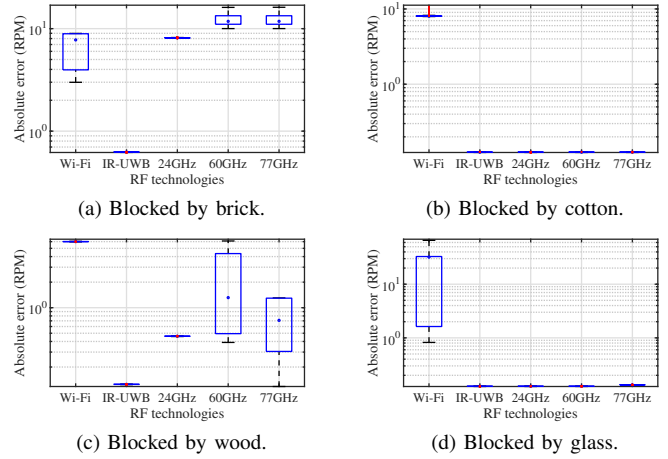 Absolute error (RPM)
10¹
10⁰
Wi-Fi IR-UWB 24GHz 60GHz 77GHz
RF technologies
(a) Blocked by brick.
Absolute error (RPM)
10⁰
Wi-Fi IR-UWB 24GHz 60GHz 77GHz
RF technologies
(b) Blocked by cotton.
Absolute error (RPM)
10⁰
Wi-Fi IR-UWB 24GHz 60GHz 77GHz
RF technologies
(c) Blocked by wood.
Absolute error (RPM)
10¹
10⁰
Wi-Fi IR-UWB 24GHz 60GHz 77GHz
RF technologies
(d) Blocked by glass.